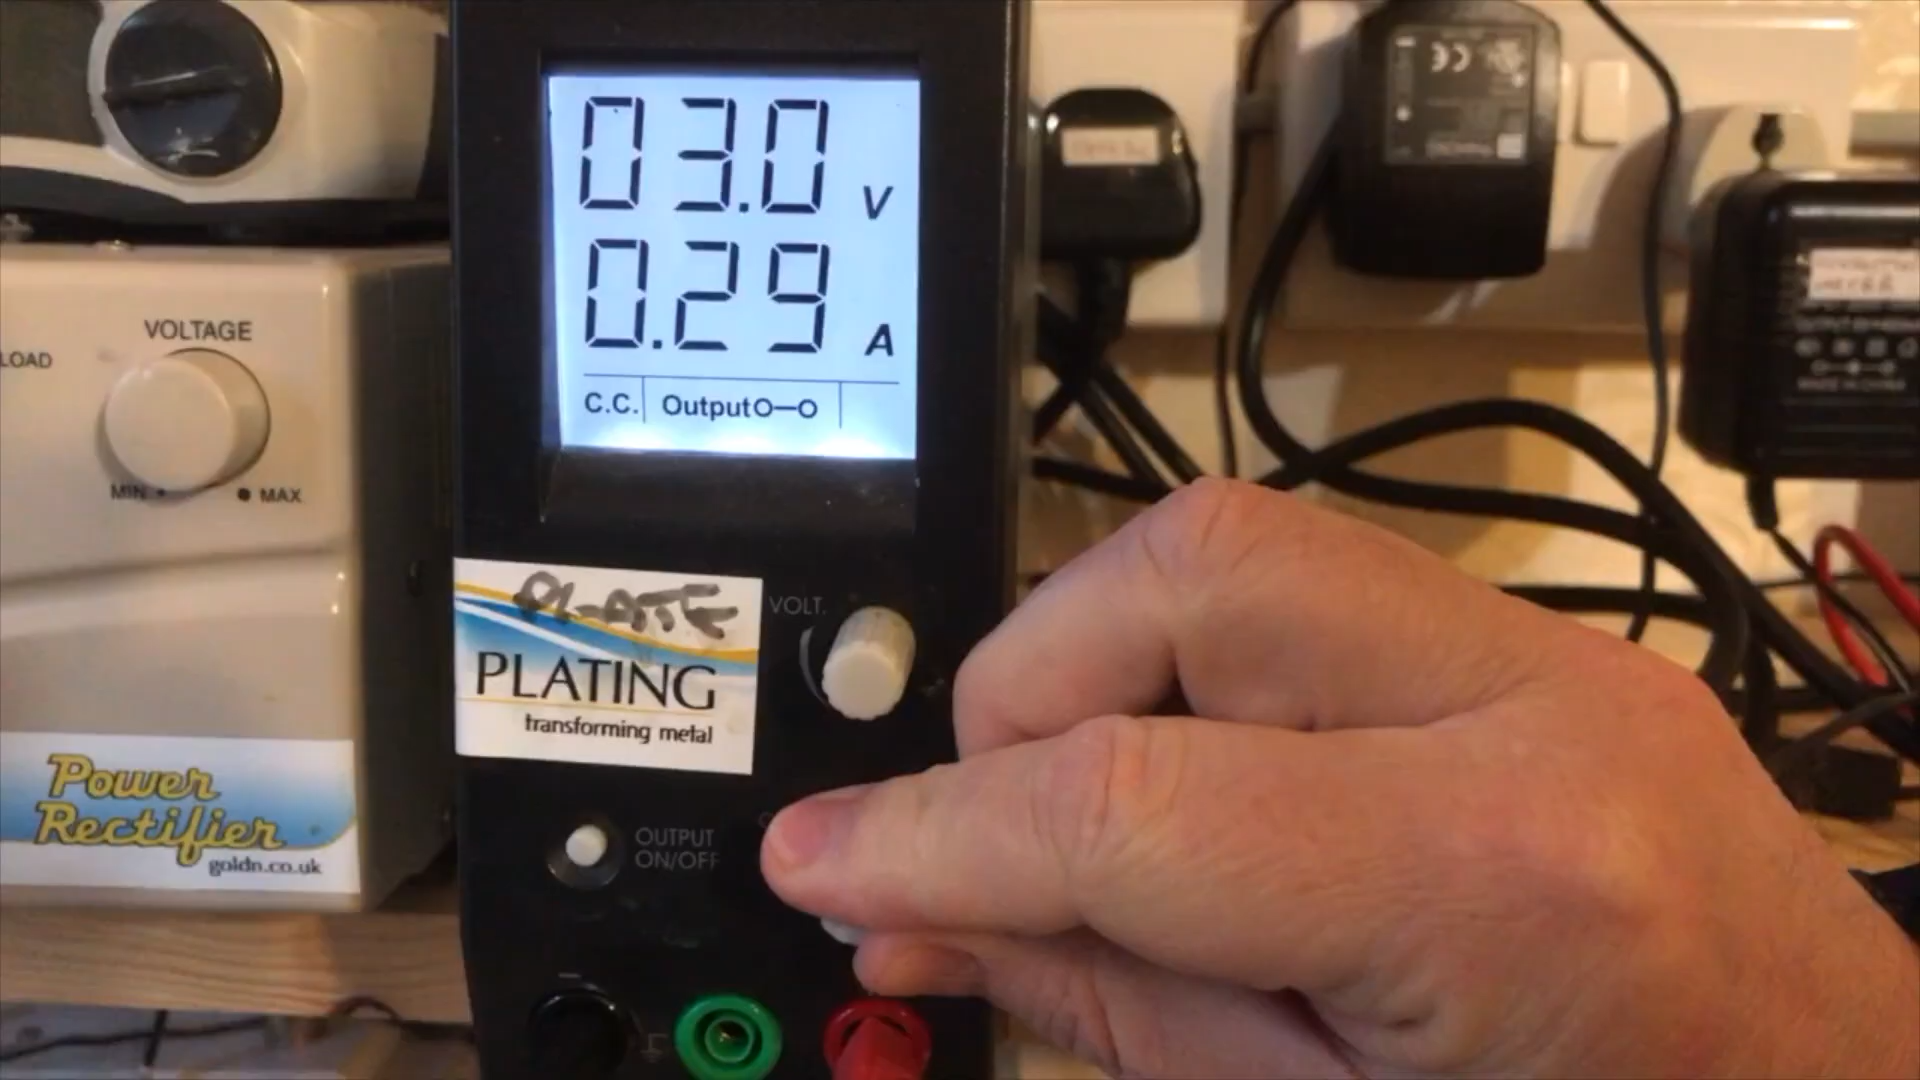 03.0 V
0.29 A
C.C. Output
LOAD
VOLTAGE
MIN MAX
Power
Rectifier
goldn.co.uk
PLATE
PLATING
transforming metal
VOLT.
OUTPUT
ON/OFF
CE